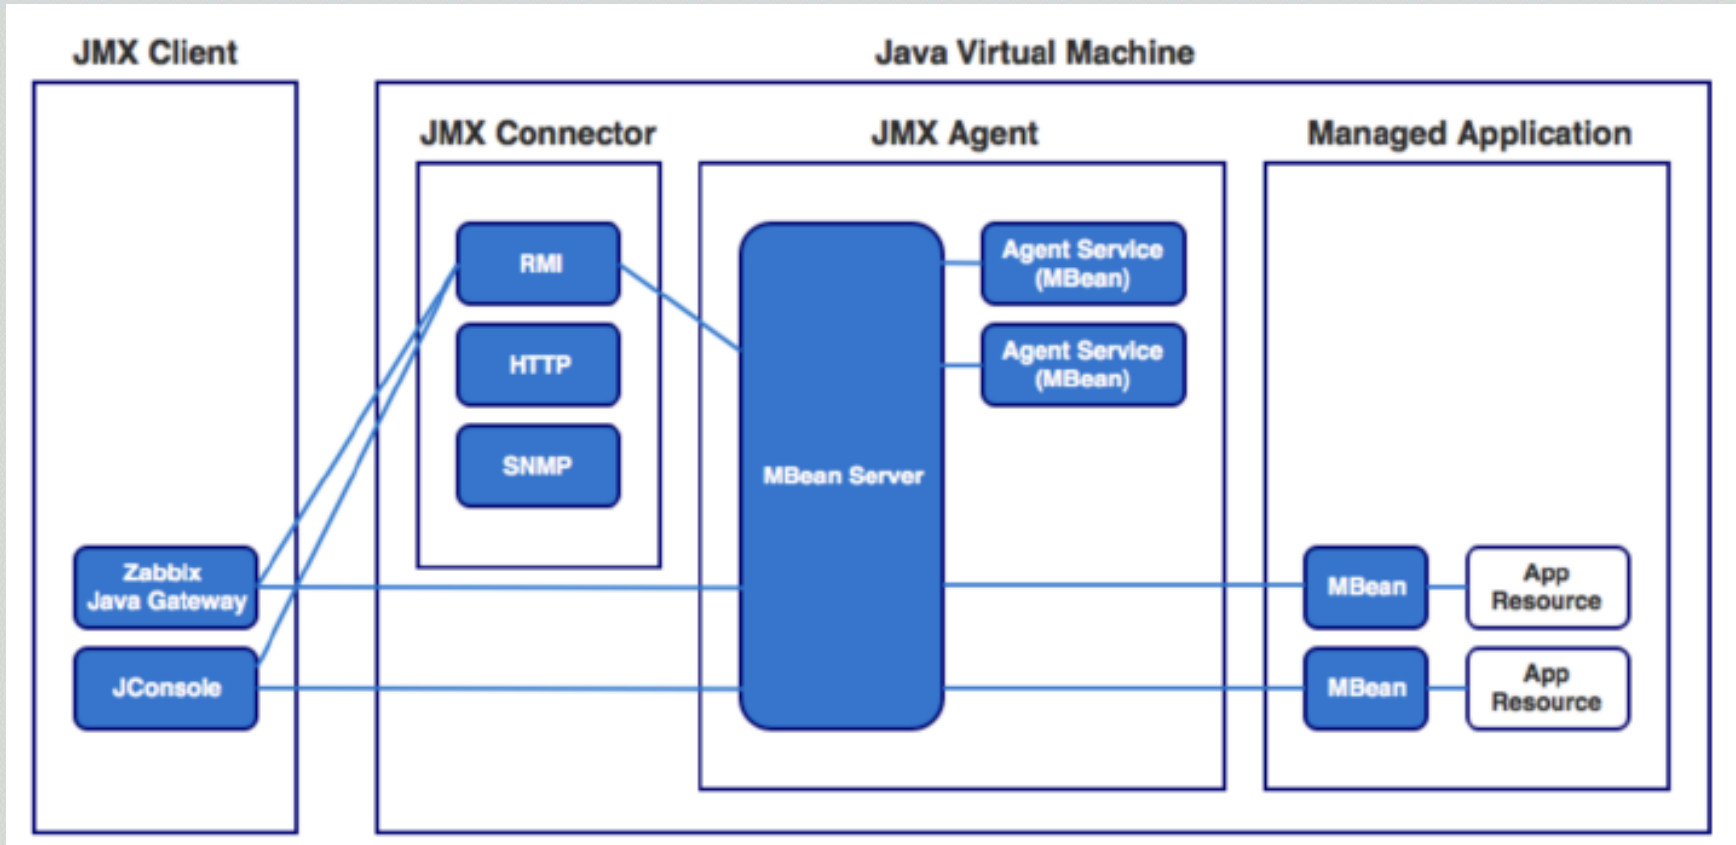 JMX Client
Java Virtual Machine
JMX Connector
JMX Agent
Managed Application
RMI
HTTP
SNMP
MBean Server
Agent Service
(MBean)
Agent Service
(MBean)
Zabbix
Java Gateway
JConsole
MBean
App
Resource
MBean
App
Resource